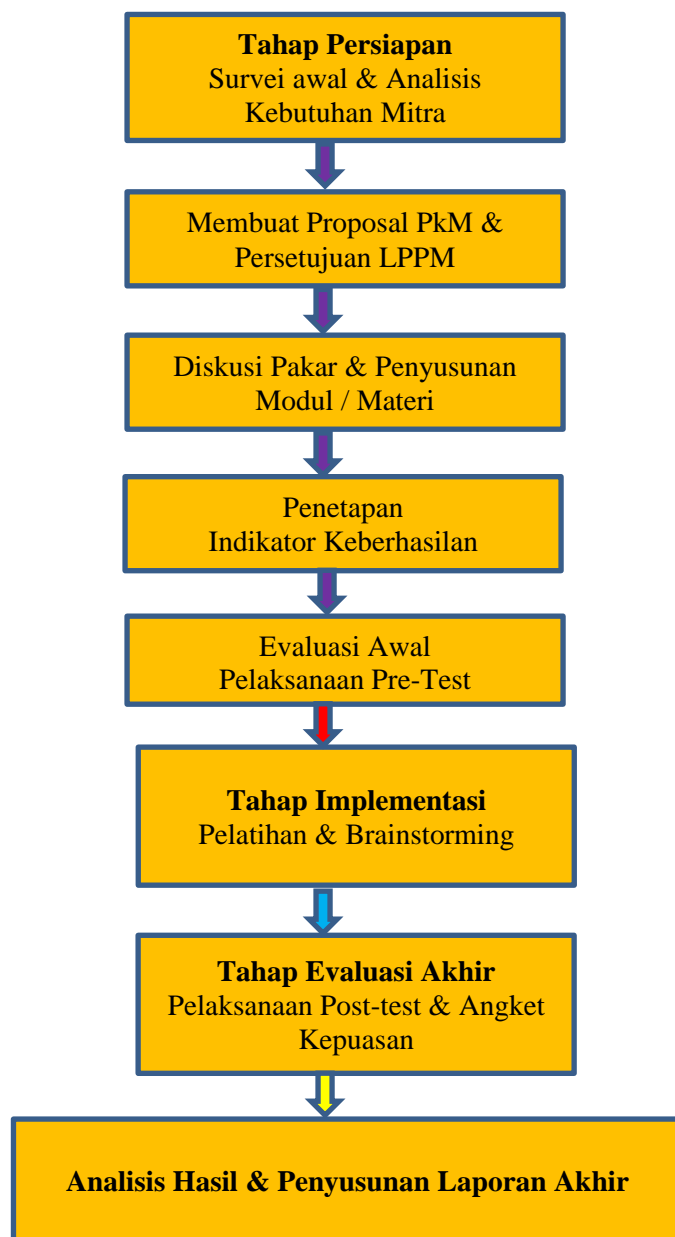 Tahap Persiapan
Survei awal & Analisis
Kebutuhan Mitra
Membuat Proposal PkM &
Persetujuan LPPM
Diskusi Pakar & Penyusunan
Modul / Materi
Penetapan
Indikator Keberhasilan
Evaluasi Awal
Pelaksanaan Pre-Test
Tahap Implementasi
Pelatihan & Brainstorming
Tahap Evaluasi Akhir
Pelaksanaan Post-test & Angket
Kepuasan
Analisis Hasil & Penyusunan Laporan Akhir